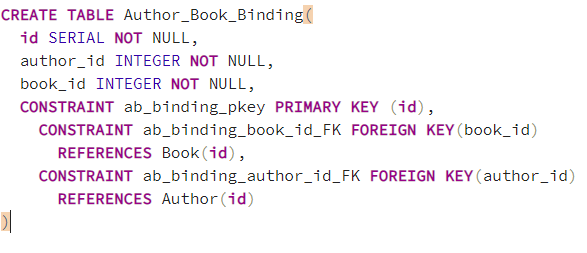 CREATE TABLE Author_Book_Binding(
id SERIAL NOT NULL,
author_id INTEGER NOT NULL,
book_id INTEGER NOT NULL,
CONSTRAINT ab_binding_pkey PRIMARY KEY (id),
CONSTRAINT ab_binding_book_id_FK FOREIGN KEY(book_id)
REFERENCES Book(id),
CONSTRAINT ab_binding_author_id_FK FOREIGN KEY(author_id)
REFERENCES Author(id)
)